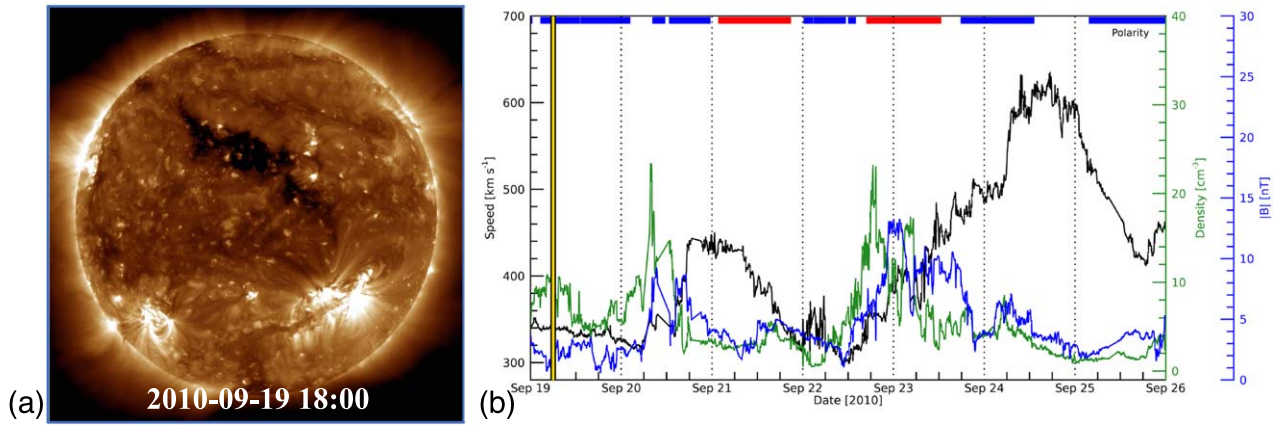 (a)
2010-09-19 18:00
(b)
700
600
500
400
300
Speed [km s⁻¹]
Polarity
40
30
20
10
0
Density [cm⁻³]
30
25
20
15
10
5
0
|B| [nT]
Sep 19 Sep 20 Sep 21 Sep 22 Sep 23 Sep 24 Sep 25 Sep 26
Date [2010]